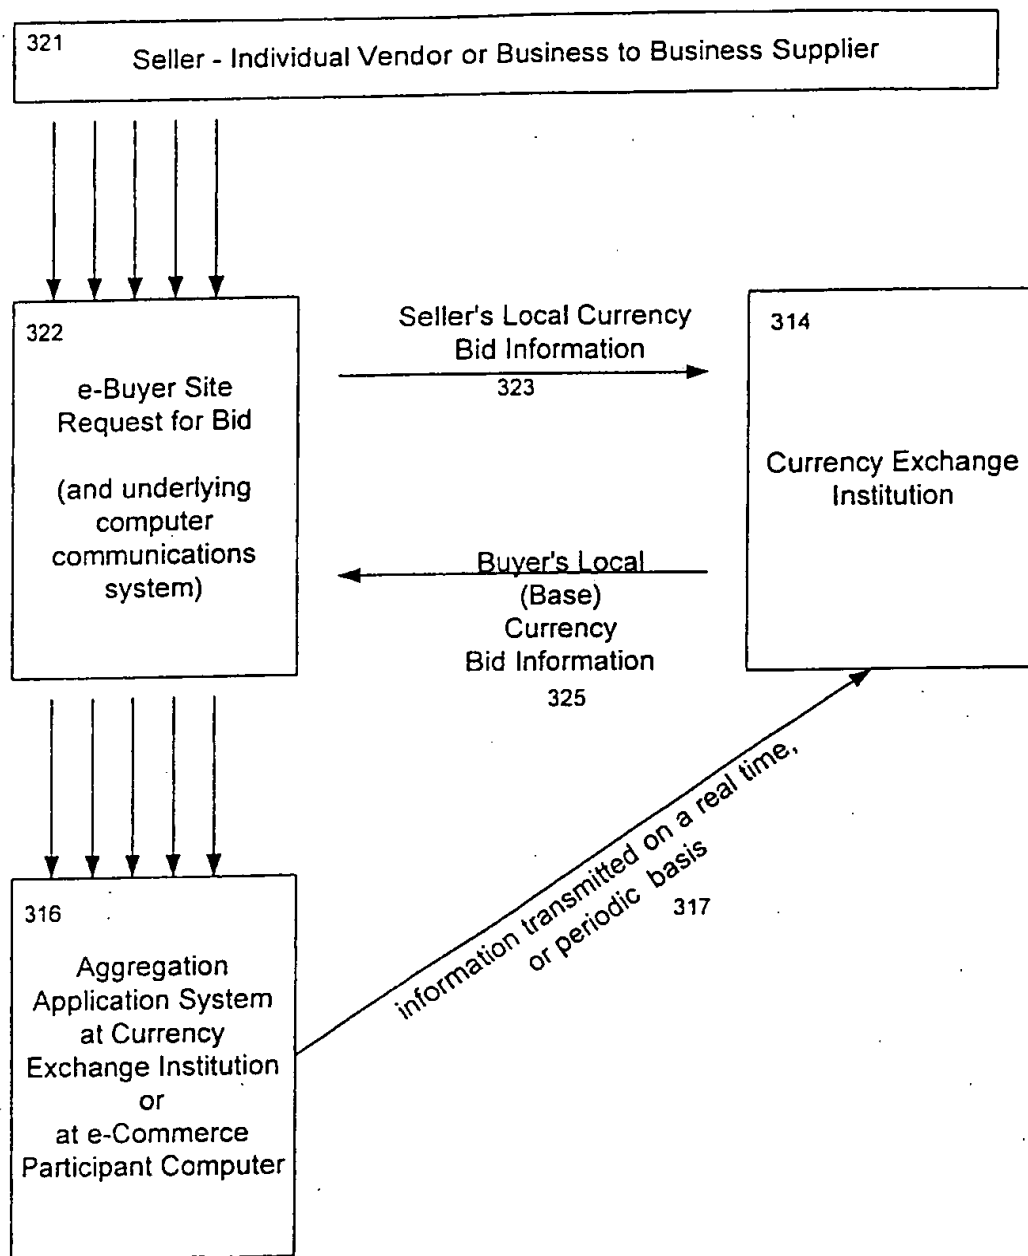 321
Seller - Individual Vendor or Business to Business Supplier
322
e-Buyer Site
Request for Bid
(and underlying
computer
communications
system)
Seller's Local Currency
Bid Information
323
314
Currency Exchange
Institution
Buyer's Local
(Base)
Currency
Bid Information
325
information transmitted on a real time,
or periodic basis
317
316
Aggregation
Application System
at Currency
Exchange Institution
or
at e-Commerce
Participant Computer